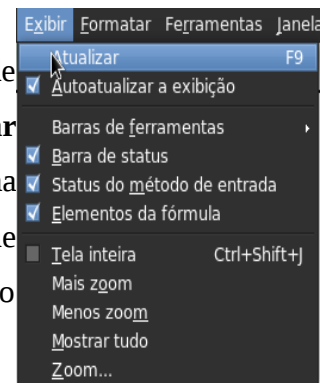 Exibir Formatar Ferramentas Janela
Atualizar F9
Autoatualizar a exibição
Barras de ferramentas
Barra de status
Status do método de entrada
Elementos da fórmula
Tela inteira Ctrl+Shift+J
Mais zoom
Menos zoom
Mostrar tudo
Zoom...